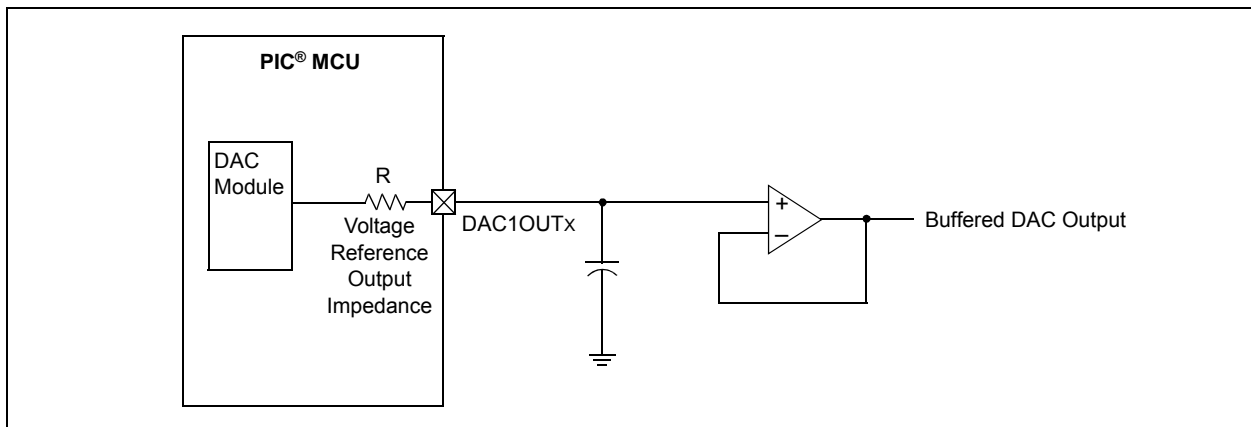 PIC® MCU
DAC
Module
R
Voltage
Reference
Output
Impedance
DAC1OUTx
+
–
Buffered DAC Output